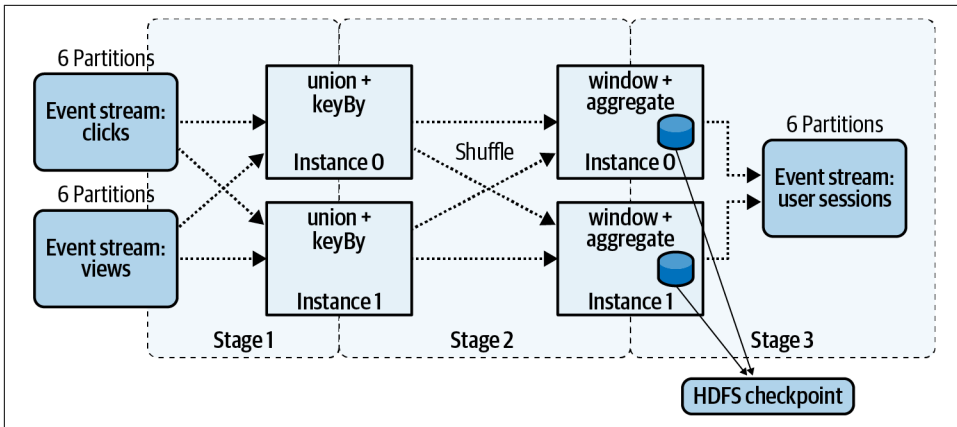 6 Partitions
Event stream:
clicks
6 Partitions
Event stream:
views
union +
keyBy
Instance 0
union +
keyBy
Instance 1
Shuffle
window +
aggregate
Instance 0
window +
aggregate
Instance 1
6 Partitions
Event stream:
user sessions
Stage 1
Stage 2
Stage 3
HDFS checkpoint